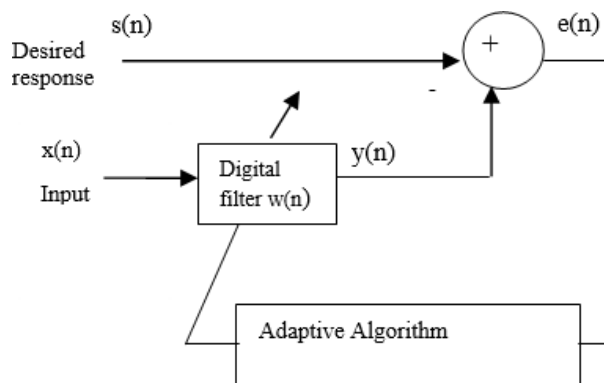 s(n)
e(n)
Desired
response
+
-
x(n)
Input
Digital
filter w(n)
y(n)
Adaptive Algorithm